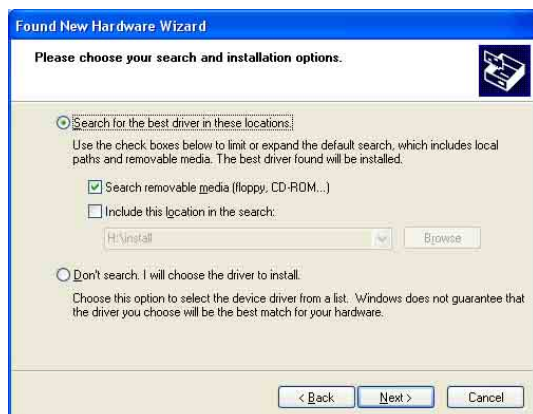 Found New Hardware Wizard
Please choose your search and installation options.
Search for the best driver in these locations.
Use the check boxes below to limit or expand the default search, which includes local
paths and removable media. The best driver found will be installed.
Search removable media (floppy, CD-ROM...)
Include this location in the search:
H:\install
Browse
Don't search. I will choose the driver to install.
Choose this option to select the device driver from a list. Windows does not guarantee that
the driver you choose will be the best match for your hardware.
< Back Next > Cancel